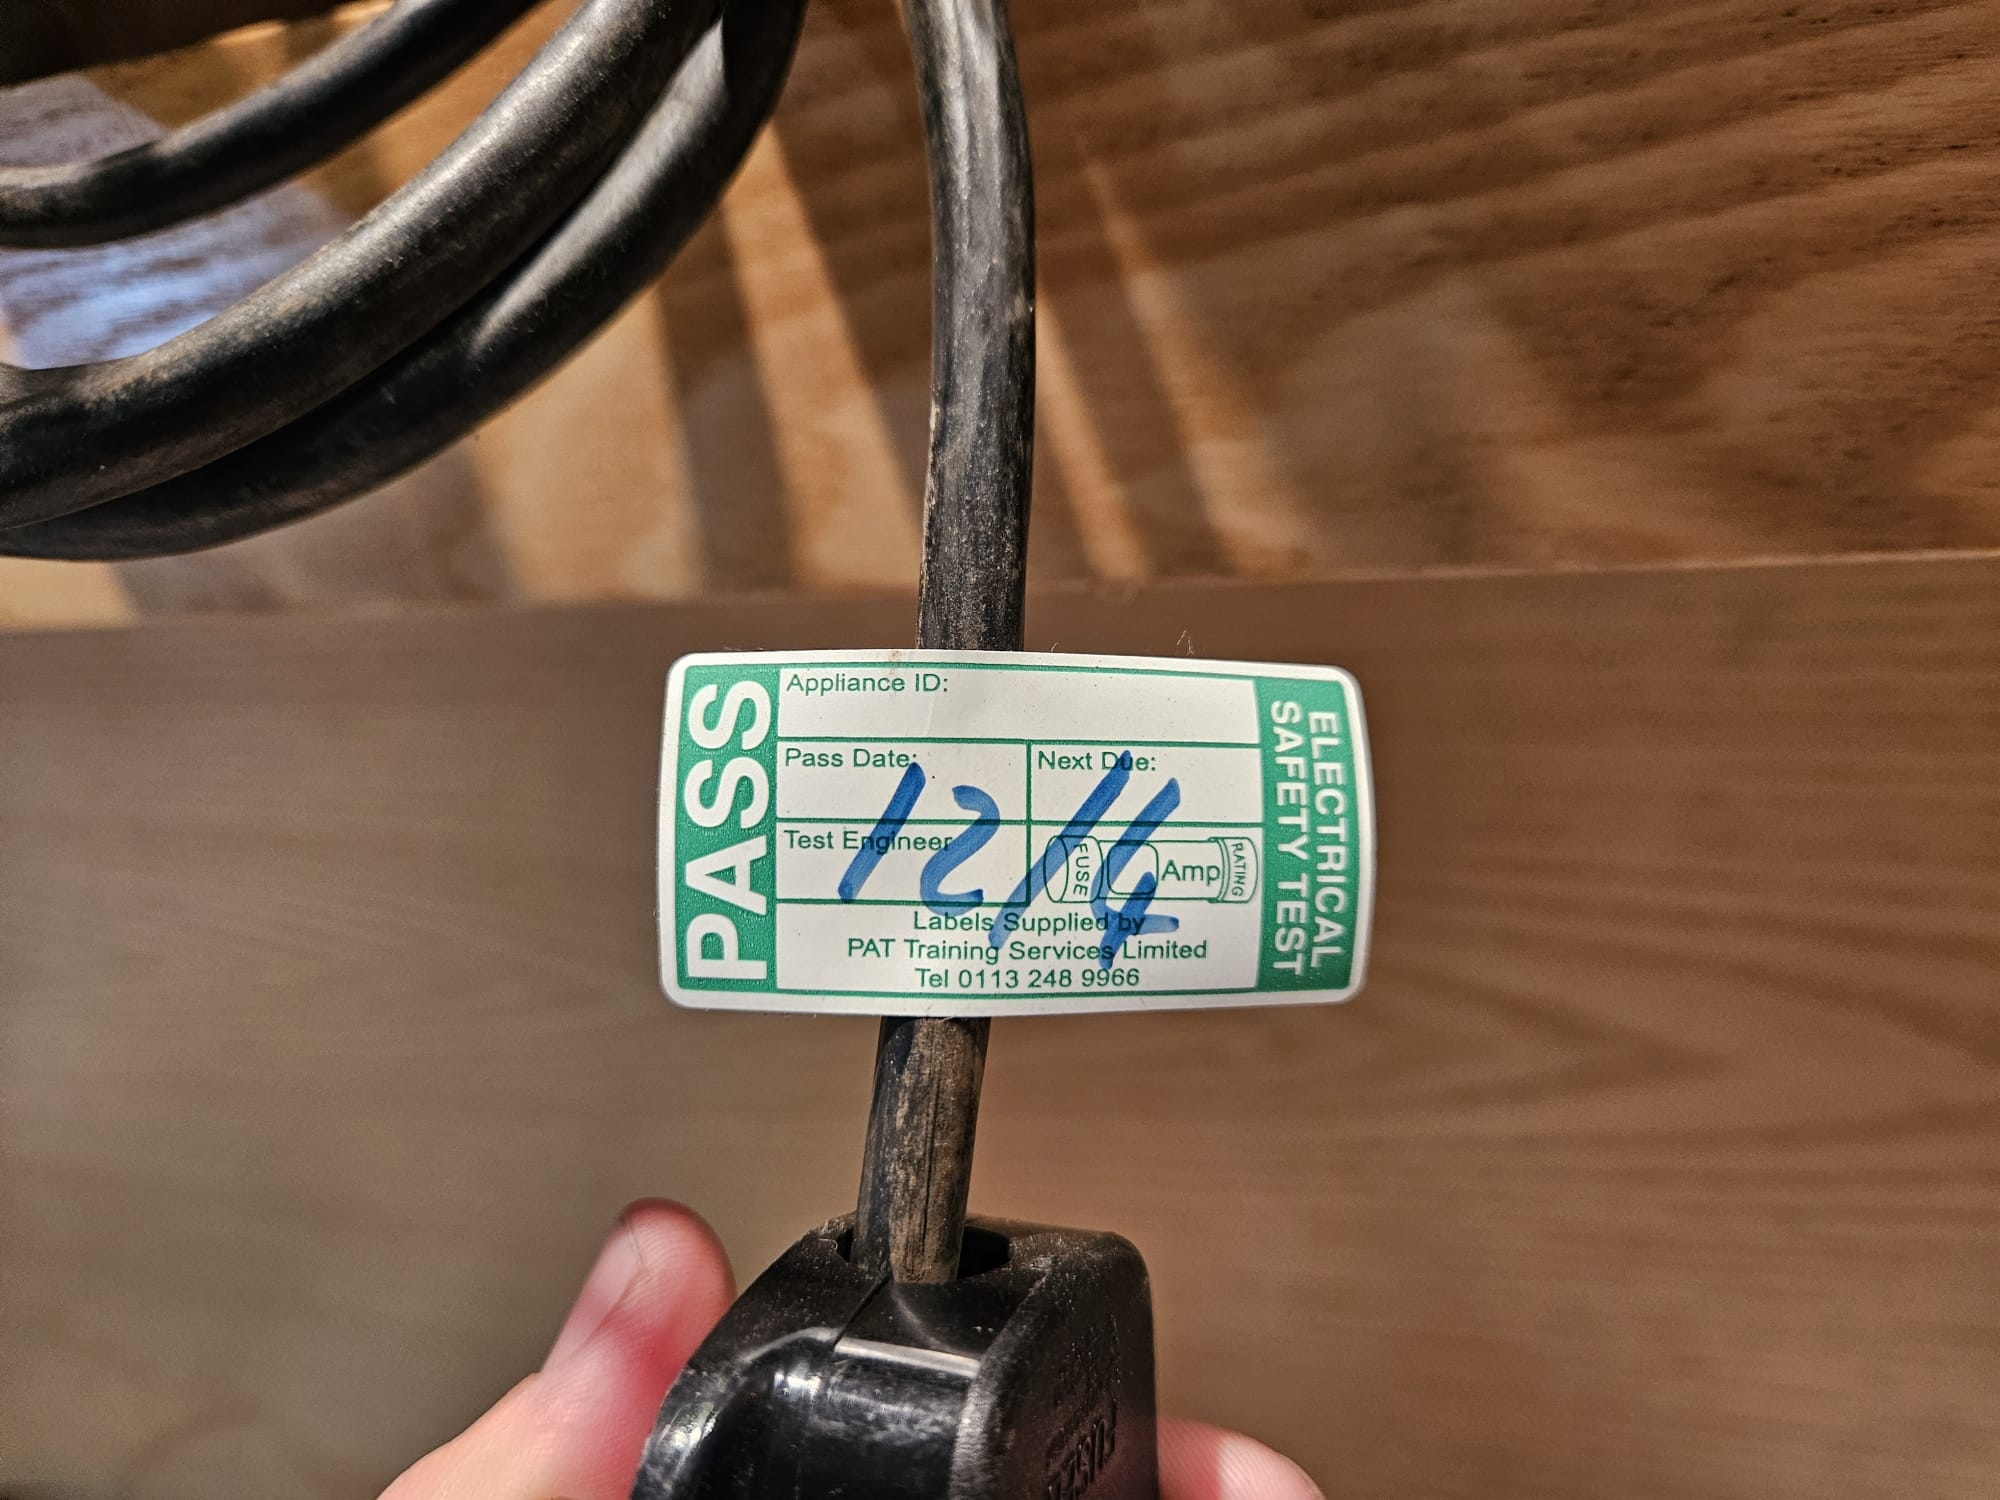 PASS
Appliance ID:
Pass Date:
Next Due:
12/14
Test Engineer
FUSE
Amp
RATING
Labels Supplied by
PAT Training Services Limited
Tel 0113 248 9966
ELECTRICAL
SAFETY TEST